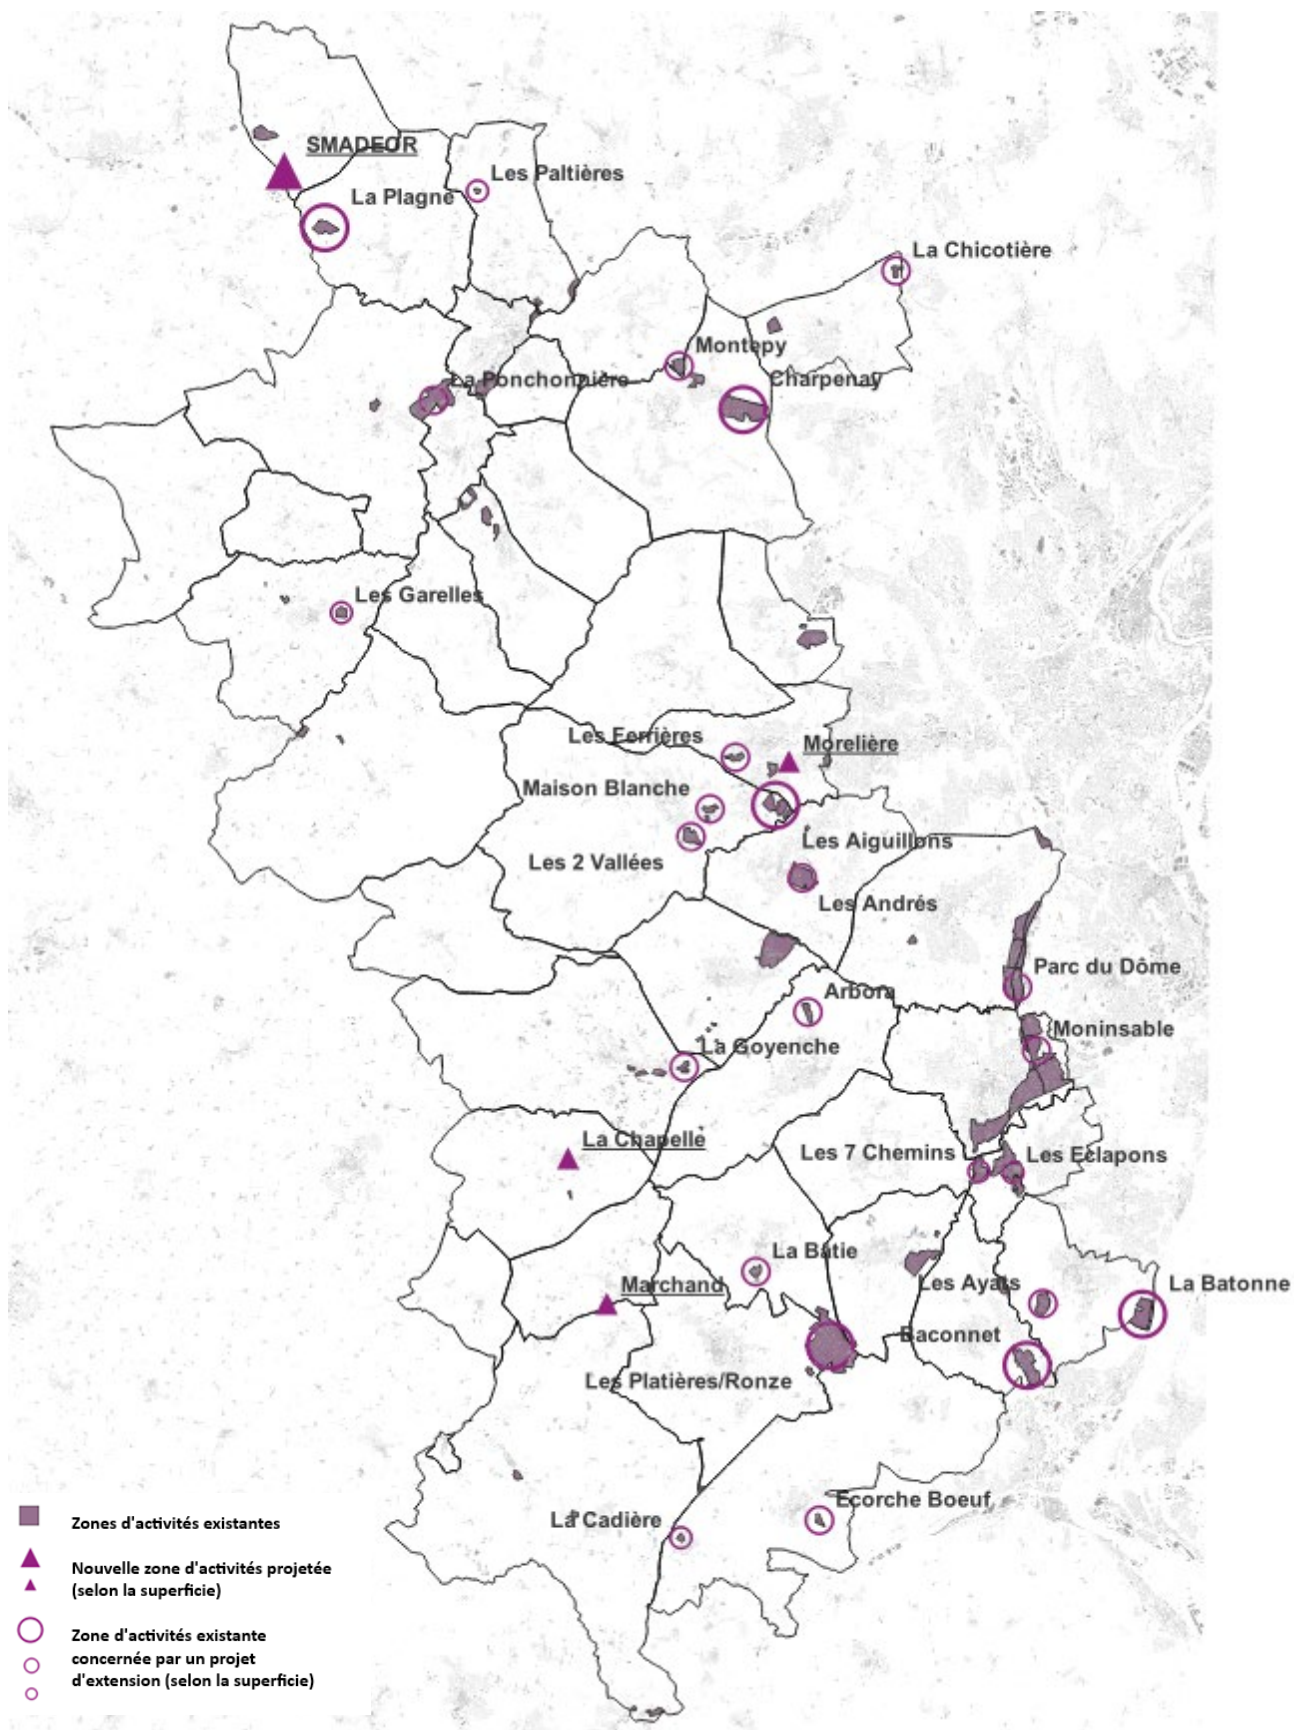 SMADEOR
Les Paltières
La Plagne
La Chicotière
Montepy
La Ponchonnière
Charpenay
Les Garelles
Les Ferrières
Morelière
Maison Blanche
Les Aiguillons
Les 2 Vallées
Les Andrés
Parc du Dôme
Arbora
Moninsable
La Goyenche
La Chapelle
Les 7 Chemins
Les Eclapons
La Bâtie
Les Ayats
La Batonne
Marchand
Baconnet
Les Platières/Ronze
Ecorche Boeuf
La Cadière
Zones d'activités existantes
Nouvelle zone d'activités projetée
(selon la superficie)
Zone d'activités existante
concernée par un projet
d'extension (selon la superficie)